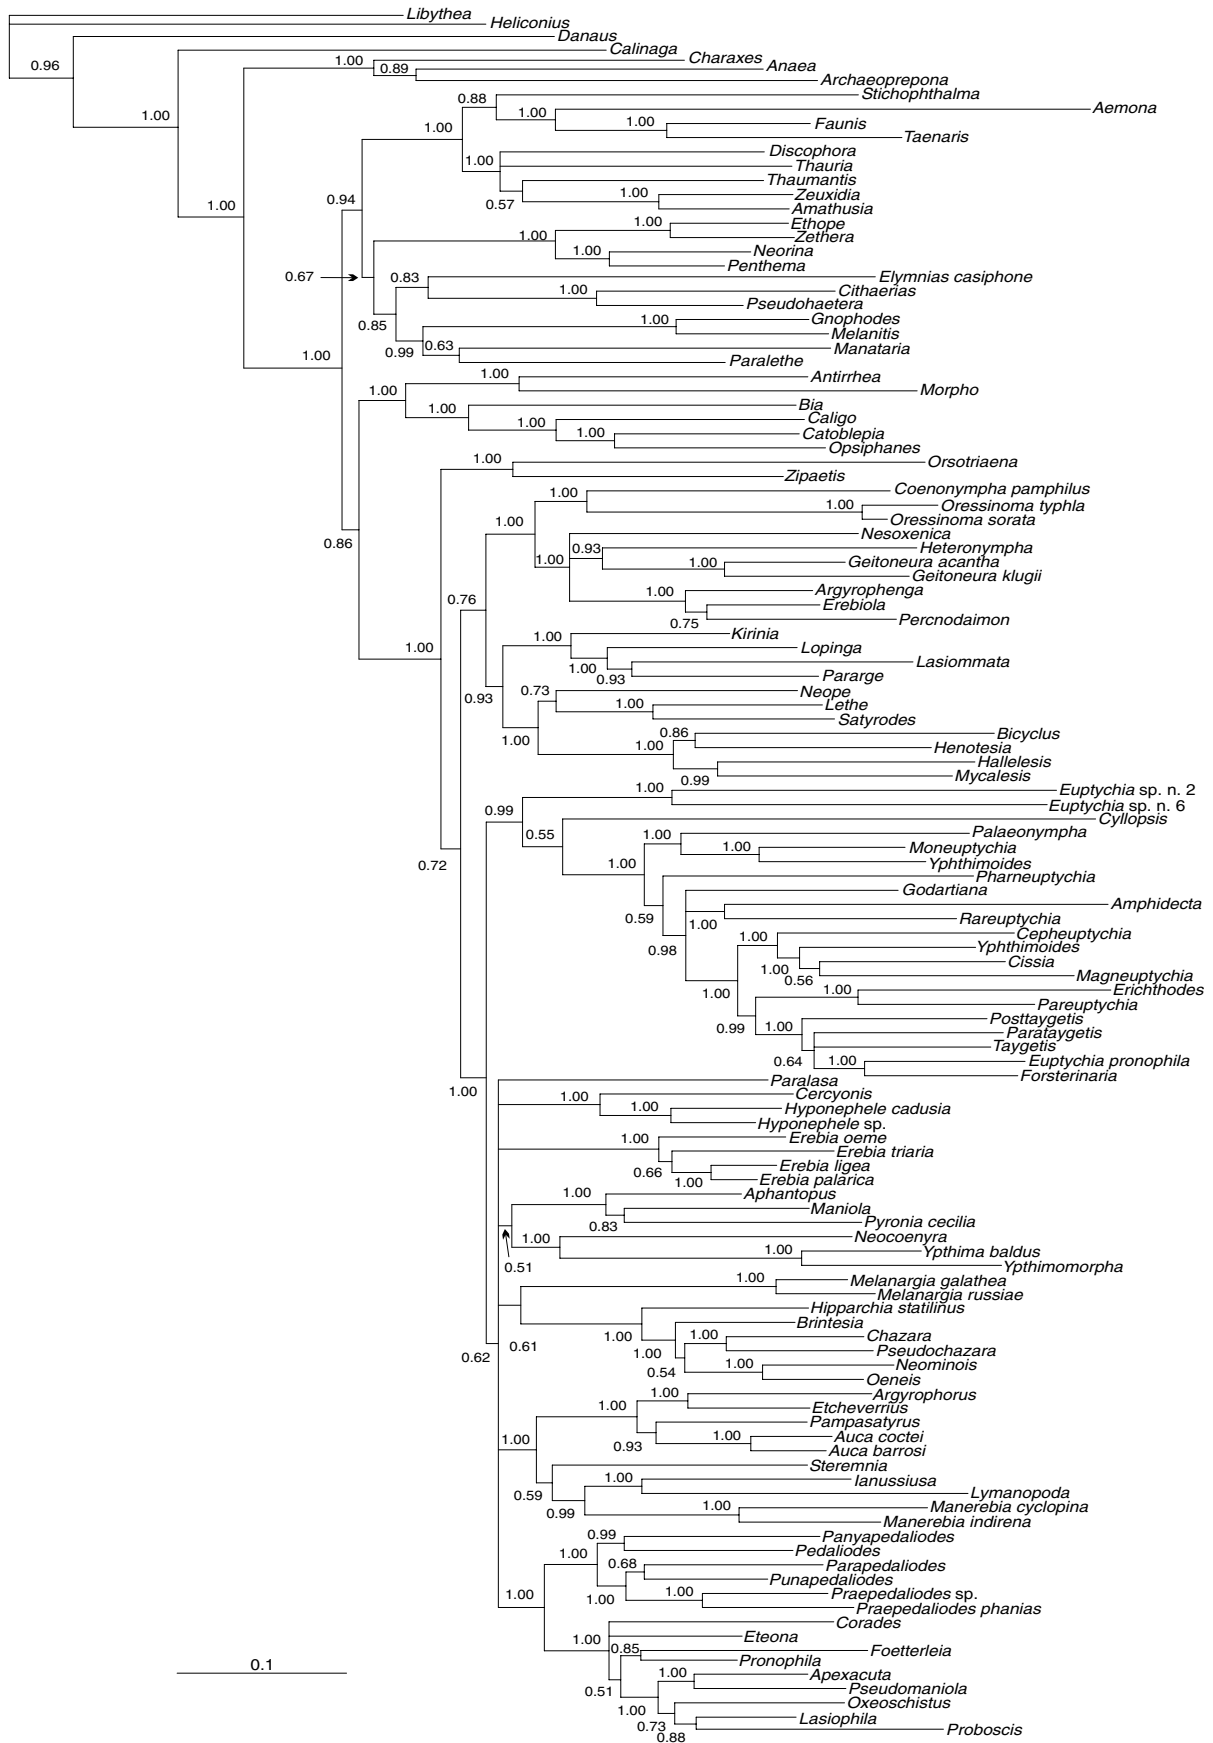 Libythea
Heliconius
Danaus
0.96
Calinaga
Charaxes
1.00
Anaea
0.89
Archaeoprepona
Stichophthalma
0.88
Aemona
1.00
1.00
Faunis
1.00
1.00
Taenaris
Discophora
1.00
Thauria
Thaumantis
Zeuxidia
1.00
0.57
Amathusia
0.94
1.00
Ethope
1.00
Zethera
1.00
Neorina
1.00
Penthema
0.67
Elymnias casiphone
0.83
Cithaerias
1.00
Pseudohaetera
Gnophodes
1.00
0.85
Melanitis
0.63
Manataria
0.99
1.00
Paralethe
Antirrhea
1.00
1.00
Morpho
Bia
1.00
Caligo
1.00
Catoblepia
1.00
Opsiphanes
Orsotriaena
1.00
Zipaetis
Coenonympha pamphilus
1.00
Oressinoma typhla
1.00
Oressinoma sorata
1.00
Nesoxenica
0.86
Heteronympha
0.93
1.00
Geitoneura acantha
1.00
Geitoneura klugii
Argyrophenga
1.00
0.76
Erebiola
0.75
Percnodaimon
Kirinia
1.00
1.00
Lopinga
Lasiommata
1.00
0.93
Pararge
Neope
0.73
0.93
Lethe
1.00
Satyrodes
Bicyclus
0.86
1.00
1.00
Henotesia
Hallelesis
0.99
Mycalesis
Euptychia sp. n. 2
1.00
Euptychia sp. n. 6
0.99
Cyllopsis
0.55
Palaeonympha
1.00
Moneuptychia
1.00
0.72
1.00
Yphthimoides
Pharneuptychia
Godartiana
Amphidecta
0.59
1.00
Rareuptychia
Cepheuptychia
1.00
0.98
Yphthimoides
Cissia
1.00
0.56
Magneuptychia
1.00
Erichthodes
1.00
Pareuptychia
Posttaygetis
0.99
1.00
Parataygetis
Taygetis
0.64
1.00
Euptychia pronophila
Forsterinaria
Paralasa
1.00
Cercyonis
1.00
Hyponephele cadusia
1.00
Hyponephele sp.
Erebia oeme
1.00
Erebia triaria
0.66
Erebia ligea
1.00
Erebia palarica
Aphantopus
1.00
Maniola
0.83
Pyronia cecilia
Neocoenyra
1.00
Ypthima baldus
1.00
0.51
Ypthimomorpha
Melanargia galathea
1.00
Melanargia russiae
Hipparchia statilinus
Brintesia
0.61
1.00
Chazara
1.00
0.62
1.00
Pseudochazara
Neominois
0.54
1.00
Oeneis
Argyrophorus
1.00
1.00
Etcheverrius
Pampasatyrus
1.00
0.93
1.00
Auca coctei
Auca barrosi
Steremnia
Ianussiusa
1.00
0.59
Lymanopoda
0.99
1.00
Manerebia cyclopina
Manerebia indirena
Panyapedaliodes
0.99
Pedaliodes
1.00
0.68
Parapedaliodes
Punapedaliodes
1.00
1.00
1.00
Praepedaliodes sp.
Praepedaliodes phanias
Corades
1.00
Eteona
0.85
Foetterleia
Pronophila
0.1
1.00
Apexacuta
0.51
Pseudomaniola
Oxeoschistus
1.00
0.73
Lasiophila
0.88
Proboscis